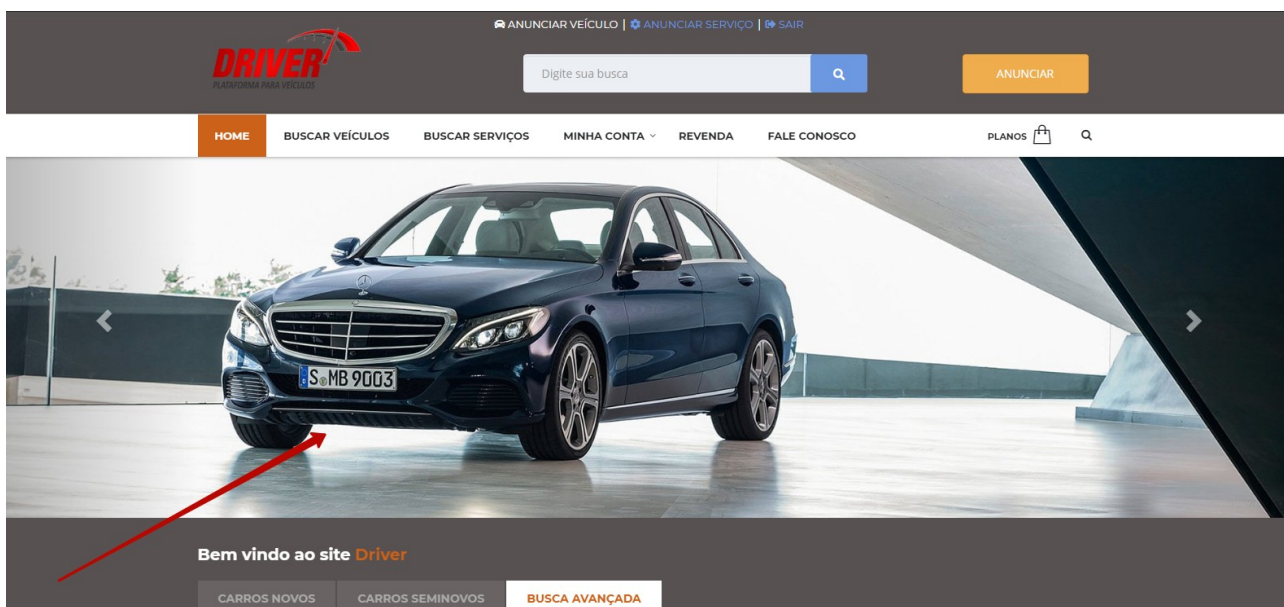 ANUNCIAR VEÍCULO | ANUNCIAR SERVIÇO | SAIR
DRIVER
PLATAFORMA PARA VEÍCULOS
Digite sua busca
ANUNCIAR
HOME BUSCAR VEÍCULOS BUSCAR SERVIÇOS MINHA CONTA REVENDA FALE CONOSCO PLANOS
S MB 9003
Bem vindo ao site Driver
CARROS NOVOS CARROS SEMINOVOS BUSCA AVANÇADA